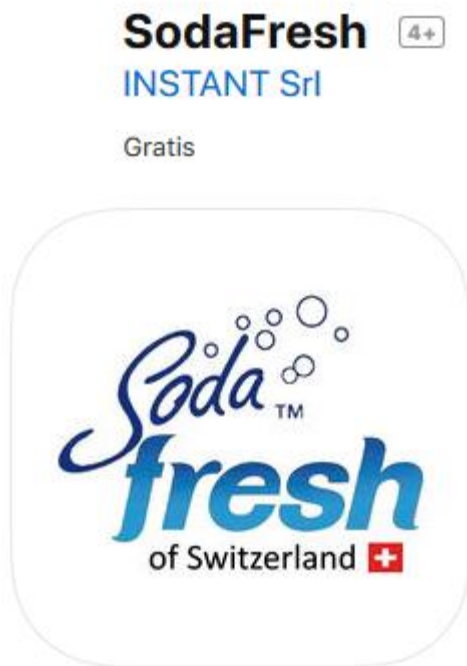 SodaFresh 4+
INSTANT Srl
Gratis
Soda TM
fresh
of Switzerland